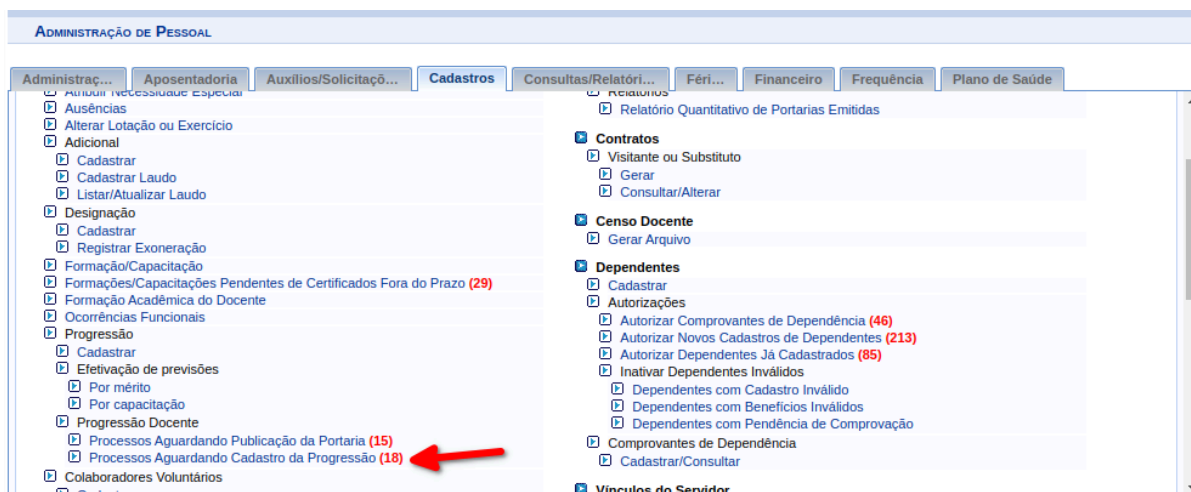 ADMINISTRAÇÃO DE PESSOAL
Administraç... Aposentadoria Auxílios/Solicitaçõ... Cadastros Consultas/Relatóri... Féri... Financeiro Frequência Plano de Saúde
Atribuir Necessidade Especial
Ausências
Alterar Lotação ou Exercício
Adicional
Cadastrar
Cadastrar Laudo
Listar/Atualizar Laudo
Designação
Cadastrar
Registrar Exoneração
Formação/Capacitação
Formações/Capacitações Pendentes de Certificados Fora do Prazo (29)
Formação Acadêmica do Docente
Ocorrências Funcionais
Progressão
Cadastrar
Efetivação de previsões
Por mérito
Por capacitação
Progressão Docente
Processos Aguardando Publicação da Portaria (15)
Processos Aguardando Cadastro da Progressão (18)
Colaboradores Voluntários
Relatórios
Relatório Quantitativo de Portarias Emitidas
Contratos
Visitante ou Substituto
Gerar
Consultar/Alterar
Censo Docente
Gerar Arquivo
Dependentes
Cadastrar
Autorizações
Autorizar Comprovantes de Dependência (46)
Autorizar Novos Cadastros de Dependentes (213)
Autorizar Dependentes Já Cadastrados (85)
Inativar Dependentes Inválidos
Dependentes com Cadastro Inválido
Dependentes com Benefícios Inválidos
Dependentes com Pendência de Comprovação
Comprovantes de Dependência
Cadastrar/Consultar
Vínculos do Servidor